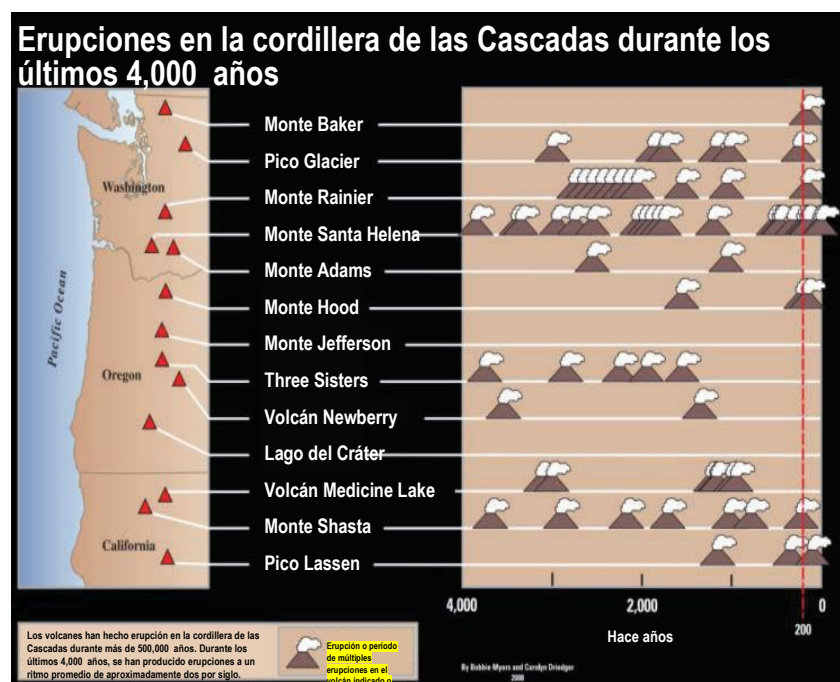 Erupciones en la cordillera de las Cascadas durante los
últimos 4,000 años
Monte Baker
Pico Glacier
Washington
Monte Rainier
Monte Santa Helena
Monte Adams
Monte Hood
Pacific Ocean
Monte Jefferson
Oregon
Three Sisters
Volcán Newberry
Lago del Cráter
Volcán Medicine Lake
Monte Shasta
California
Pico Lassen
4,000
2,000
0
200
Hace años
Los volcanes han hecho erupción en la cordillera de las
Cascadas durante más de 500,000 años. Durante los
últimos 4,000 años, se han producido erupciones a un
ritmo promedio de aproximadamente dos por siglo.
Erupción o periodo
de múltiples
erupciones en el
volcán indicado o
By Bobbie Myers and Carolyn Driedger
2008